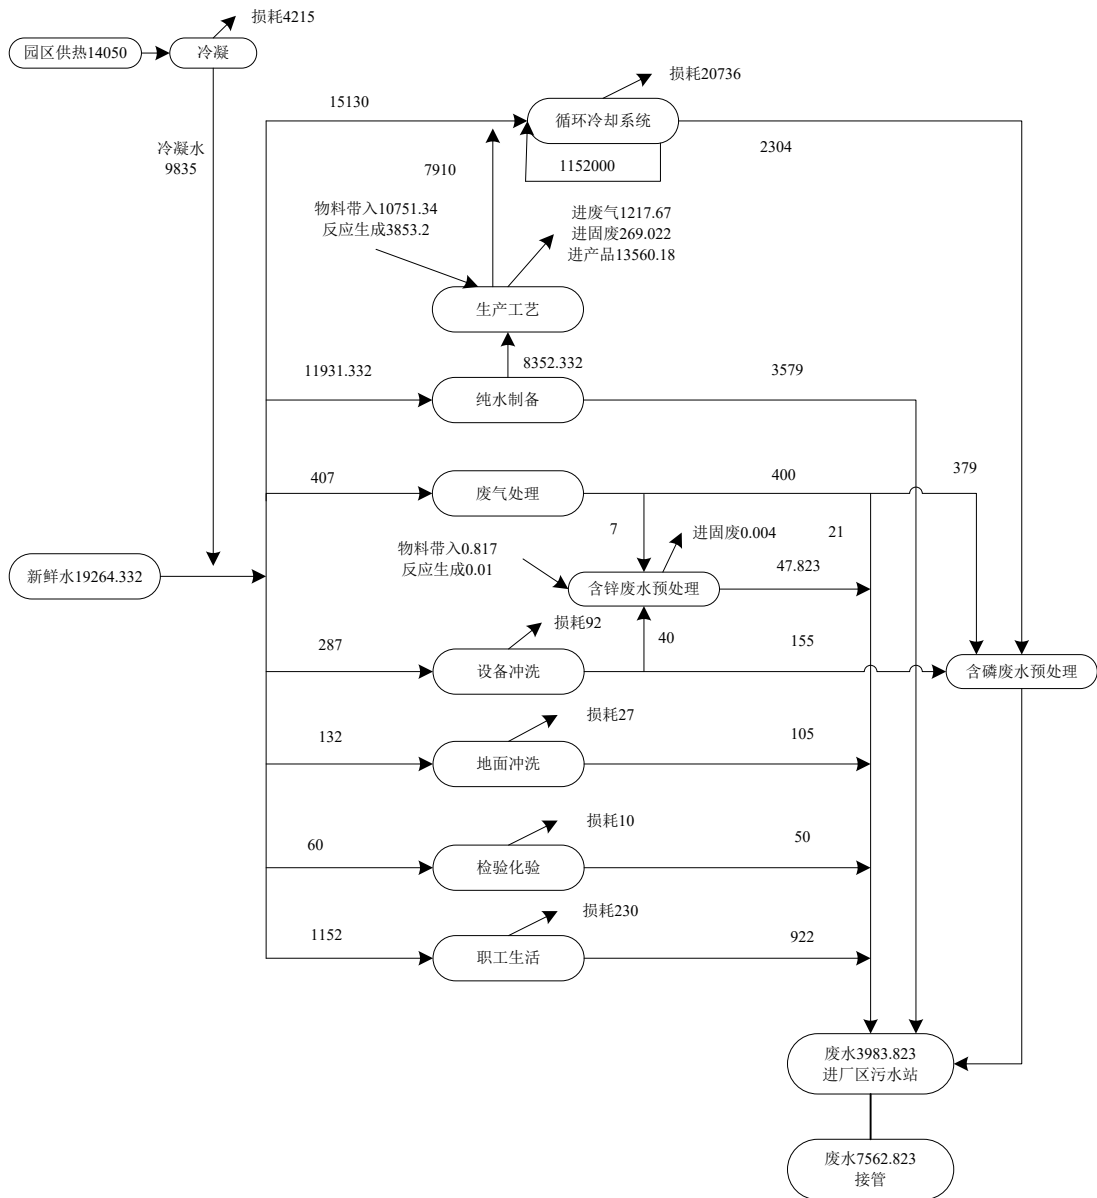 损耗4215
园区供热14050
冷凝
损耗20736
15130
循环冷却系统
2304
冷凝水
9835
7910
1152000
物料带入10751.34
反应生成3853.2
进废气1217.67
进固废269.022
进产品13560.18
生产工艺
11931.332
8352.332
3579
纯水制备
407
废气处理
400
379
7
进固废0.004
21
物料带入0.817
反应生成0.01
47.823
新鲜水19264.332
含锌废水预处理
损耗92
287
40
155
设备冲洗
含磷废水预处理
损耗27
132
105
地面冲洗
损耗10
60
50
检验化验
损耗230
1152
922
职工生活
废水3983.823
进厂区污水站
废水7562.823
接管